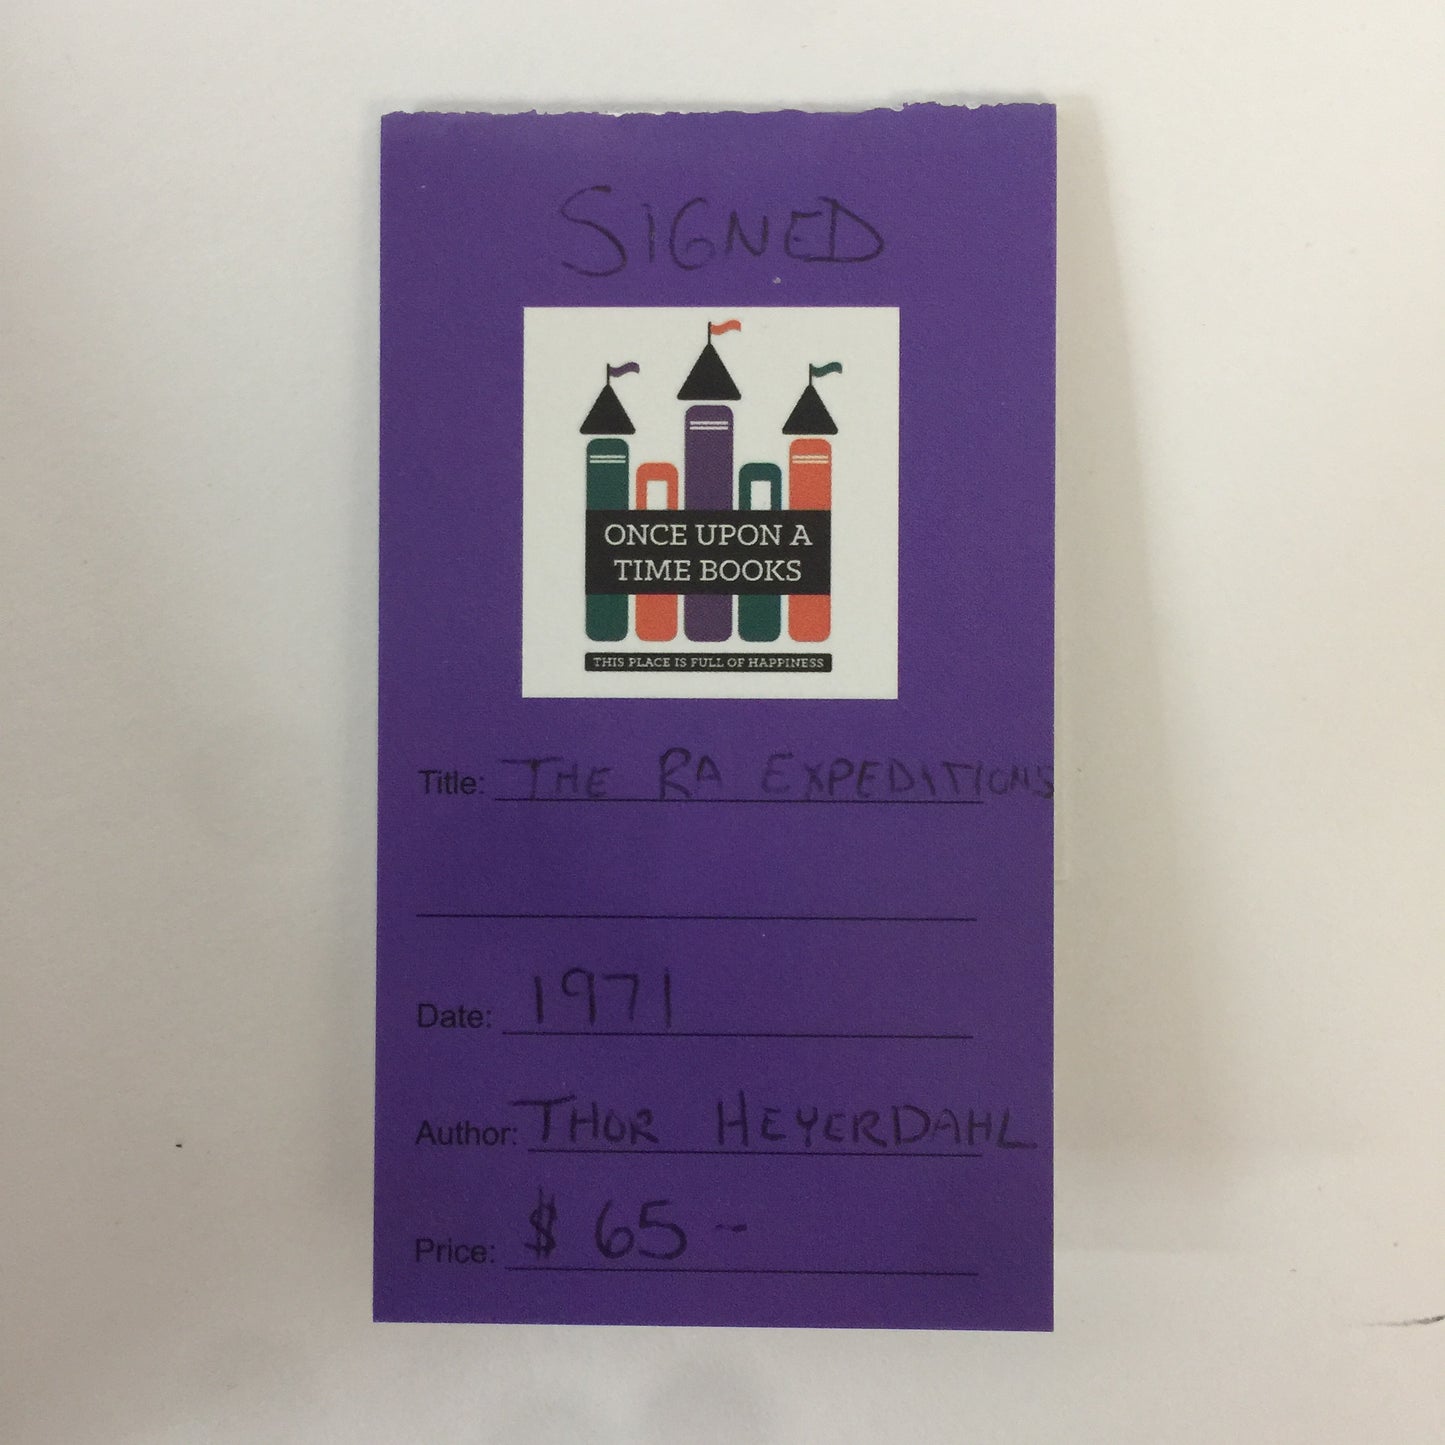 SIGNED
ONCE UPON A
TIME BOOKS
THIS PLACE IS FULL OF HAPPINESS
Title: THE RA EXPEDITIONS
Date: 1971
Author: THOR HEYERDAHL
Price: $65-